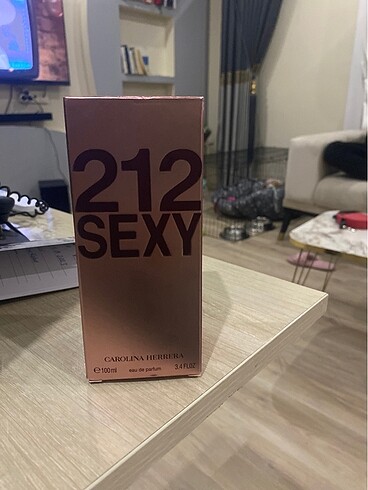 212
SEXY
CAROLINA HERRERA
℮100ml eau de parfum 3.4 FL.OZ